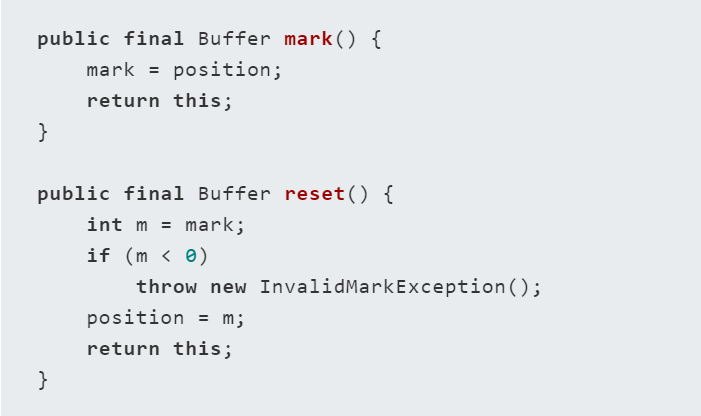 public final Buffer mark() {
    mark = position;
    return this;
}

public final Buffer reset() {
    int m = mark;
    if (m < 0)
        throw new InvalidMarkException();
    position = m;
    return this;
}